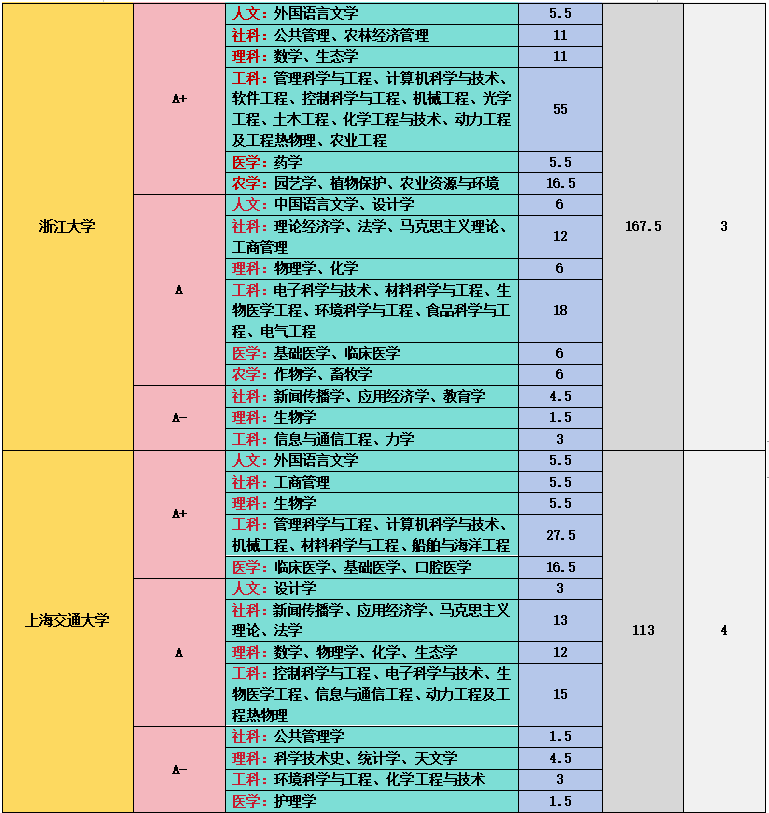 人文：外国语言文学
5.5
社科：公共管理、农林经济管理
11
理科：数学、生态学
11
A+
工科：管理科学与工程、计算机科学与技术、
软件工程、控制科学与工程、机械工程、光学
工程、土木工程、化学工程与技术、动力工程
及工程热物理、农业工程
55
医学：药学
5.5
农学：园艺学、植物保护、农业资源与环境
16.5
浙江大学
人文：中国语言文学、设计学
6
167.5
3
社科：理论经济学、法学、马克思主义理论、
工商管理
12
理科：物理学、化学
6
A
工科：电子科学与技术、材料科学与工程、生
物医学工程、环境科学与工程、食品科学与工
程、电气工程
18
医学：基础医学、临床医学
6
农学：作物学、畜牧学
6
社科：新闻传播学、应用经济学、教育学
4.5
A-
理科：生物学
1.5
工科：信息与通信工程、力学
3
人文：外国语言文学
5.5
社科：工商管理
5.5
A+
理科：生物学
5.5
工科：管理科学与工程、计算机科学与技术、
机械工程、材料科学与工程、船舶与海洋工程
27.5
医学：临床医学、基础医学、口腔医学
16.5
上海交通大学
人文：设计学
3
社科：新闻传播学、应用经济学、马克思主义
理论、法学
13
113
4
A
理科：数学、物理学、化学、生态学
12
工科：控制科学与工程、电子科学与技术、生
物医学工程、信息与通信工程、动力工程及工
程热物理
15
社科：公共管理学
1.5
A-
理科：科学技术史、统计学、天文学
4.5
工科：环境科学与工程、化学工程与技术
3
医学：护理学
1.5